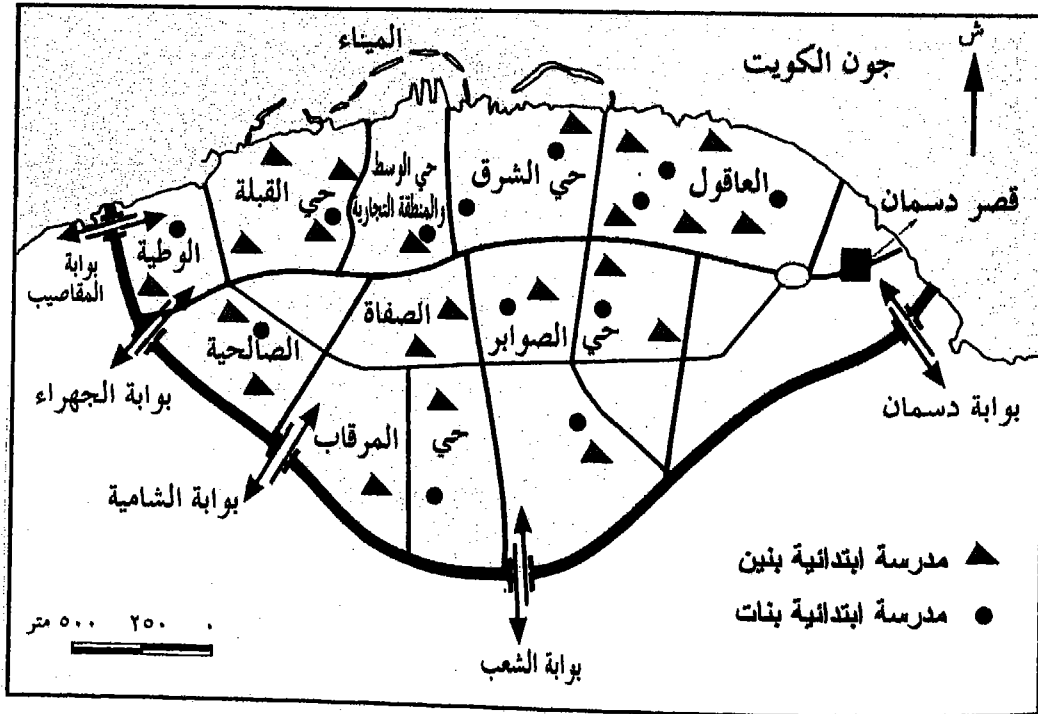 الميناء
ش
جون الكويت
حي الوسط
والمنطقة التجارية
حي الشرق
العاقول
حي القبلة
قصر دسمان
الوطية
بوابة
المقاصيب
الصفاة
حي الصوابر
الصالحية
بوابة الجهراء
بوابة دسمان
حي المرقاب
بوابة الشامية
مدرسة ابتدائية بنين
مدرسة ابتدائية بنات
٠ ٢٥٠ ٥٠٠ متر
بوابة الشعب